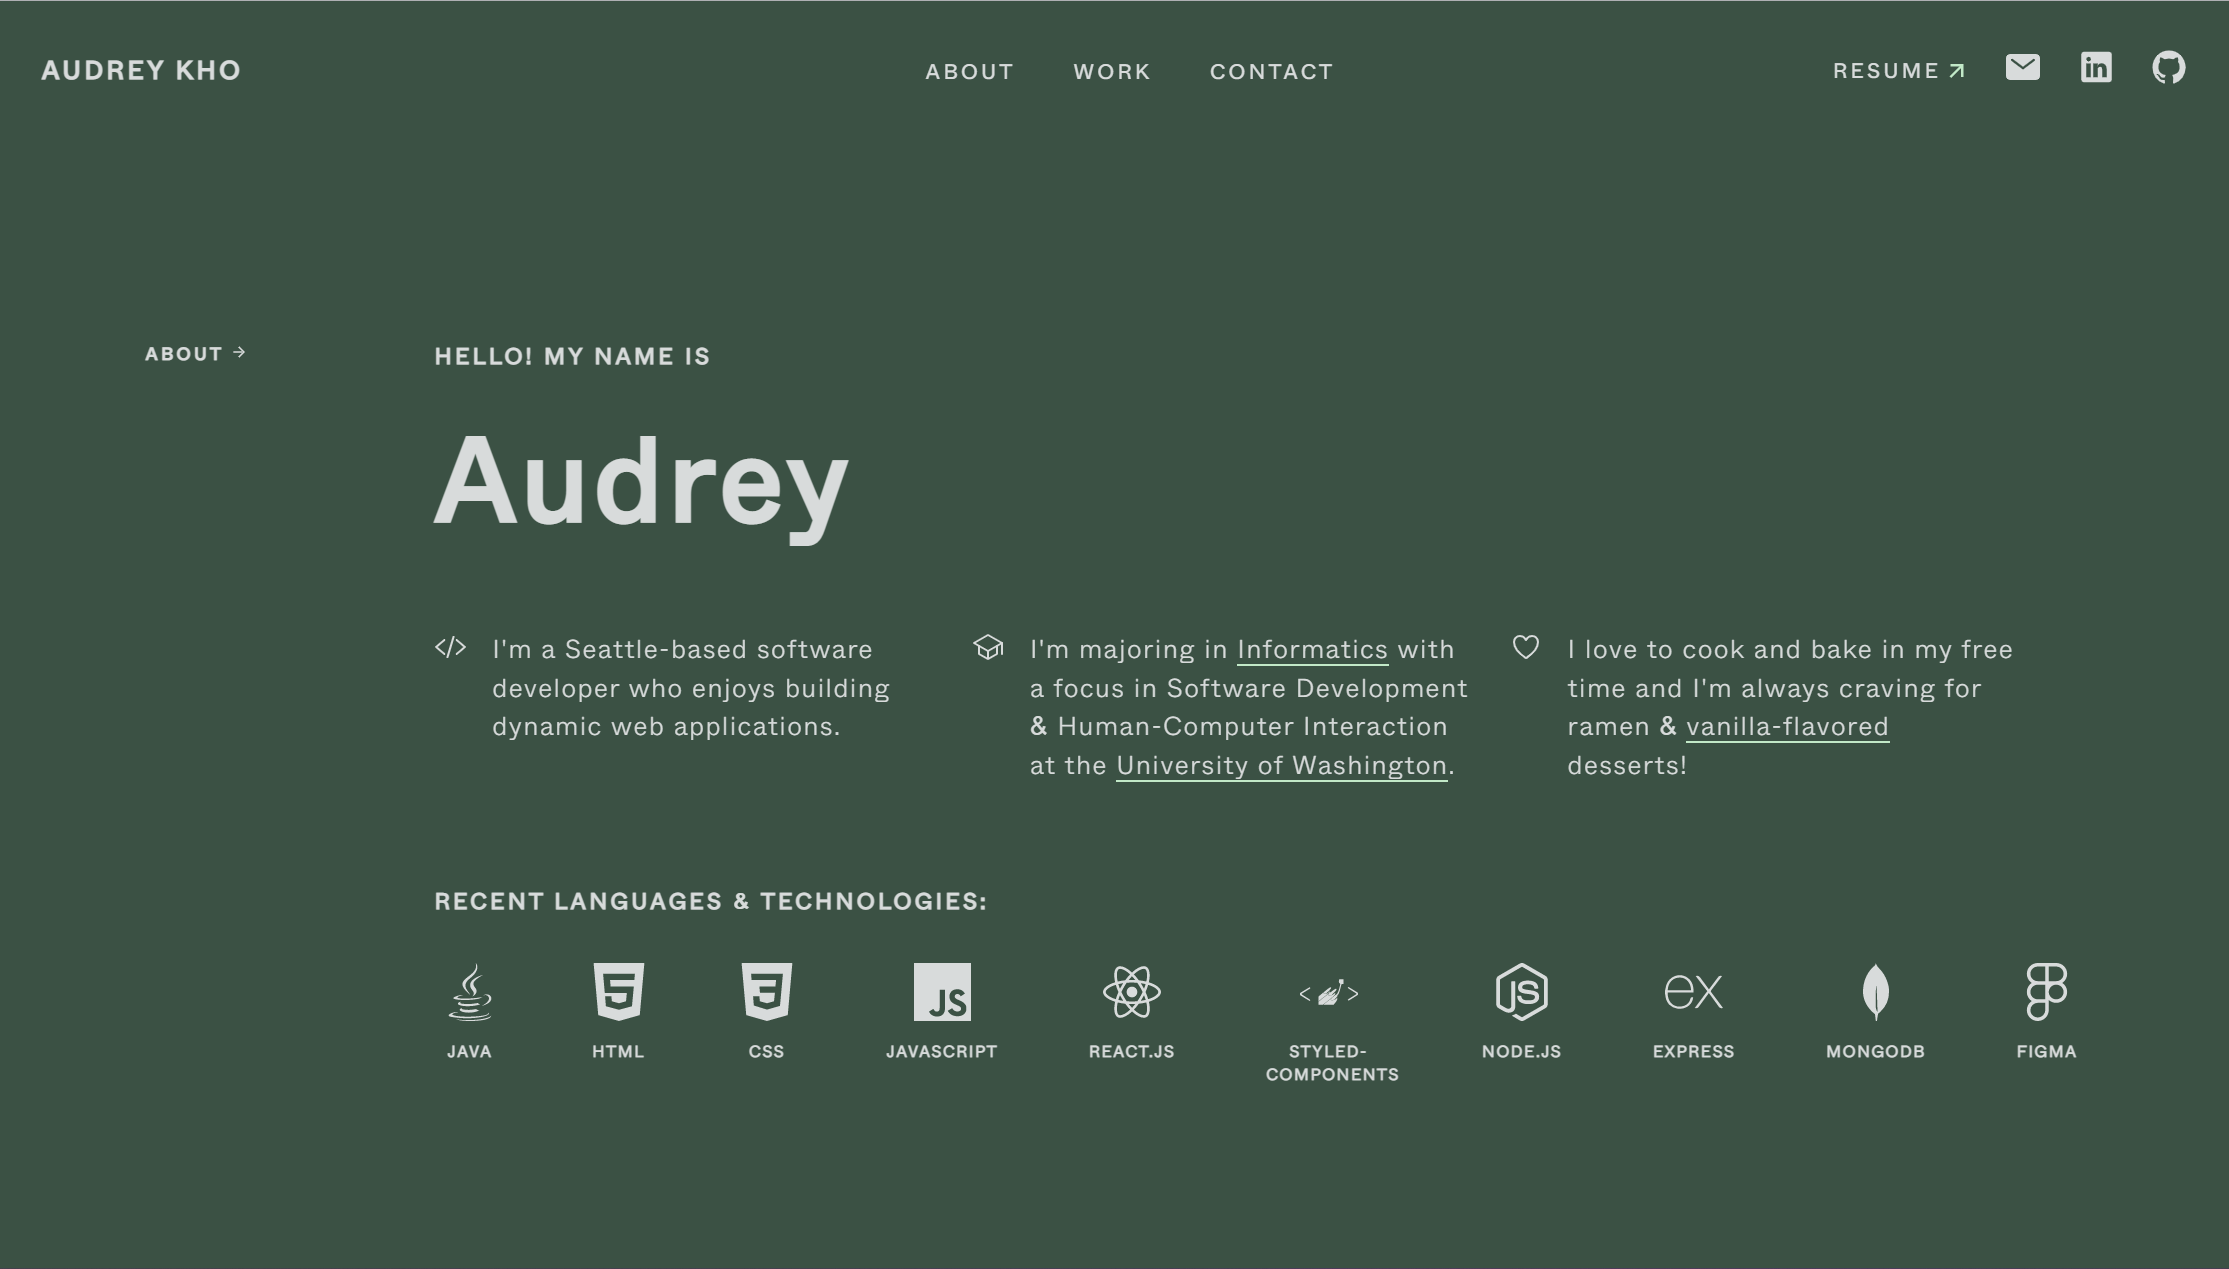 AUDREY KHO
ABOUT WORK CONTACT
RESUME
ABOUT
HELLO! MY NAME IS
Audrey
I'm a Seattle-based software
developer who enjoys building
dynamic web applications.
I'm majoring in Informatics with
a focus in Software Development
& Human-Computer Interaction
at the University of Washington.
I love to cook and bake in my free
time and I'm always craving for
ramen & vanilla-flavored
desserts!
RECENT LANGUAGES & TECHNOLOGIES:
JAVA
HTML
CSS
JAVASCRIPT
REACT.JS
STYLED-
COMPONENTS
NODE.JS
EXPRESS
MONGODB
FIGMA